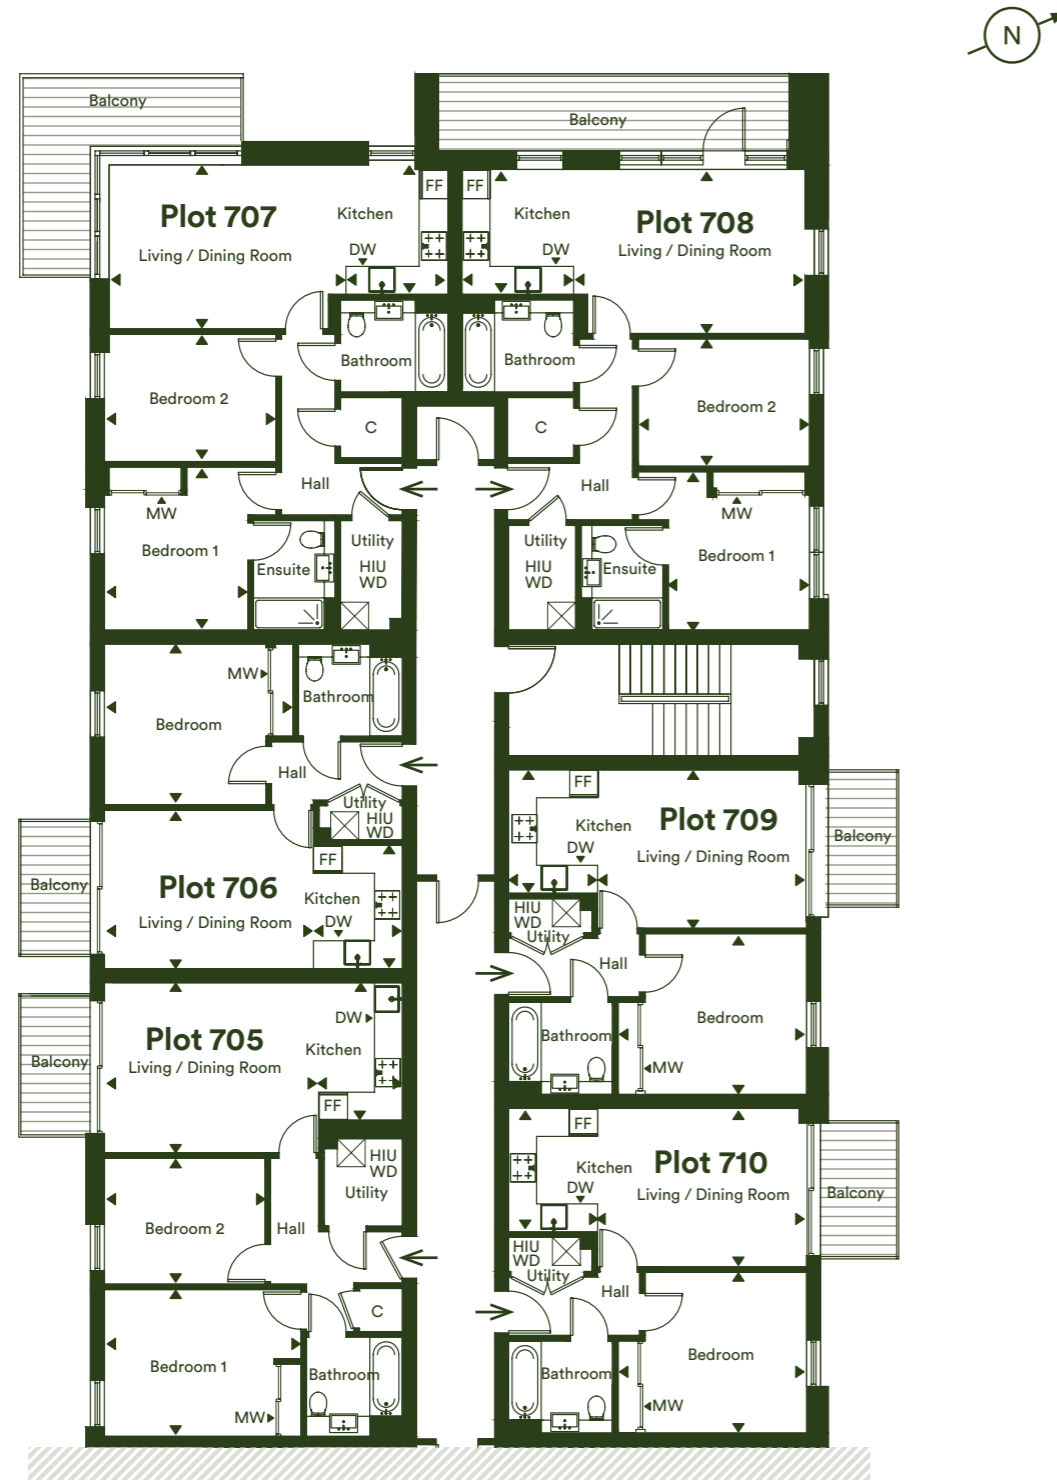 N
Balcony
Balcony
Plot 707
Living / Dining Room
Kitchen
FF
DW
Bathroom
Bedroom 2
C
Hall
MW
Bedroom 1
Ensuite
Utility
HIU
WD
FF
Kitchen
DW
Plot 708
Living / Dining Room
Bathroom
Bedroom 2
C
Hall
MW
Bedroom 1
Ensuite
Utility
HIU
WD
MW
Bathroom
Bedroom
Hall
Utility
HIU
WD
FF
Balcony
Plot 706
Living / Dining Room
Kitchen
DW
FF
Kitchen
DW
Plot 709
Living / Dining Room
Balcony
HIU
WD
Utility
Hall
Bathroom
Bedroom
MW
Balcony
Plot 705
Living / Dining Room
DW
Kitchen
FF
HIU
WD
Utility
Bedroom 2
Hall
C
Bedroom 1
Bathroom
MW
FF
Kitchen
DW
Plot 710
Living / Dining Room
Balcony
HIU
WD
Utility
Hall
Bathroom
Bedroom
MW